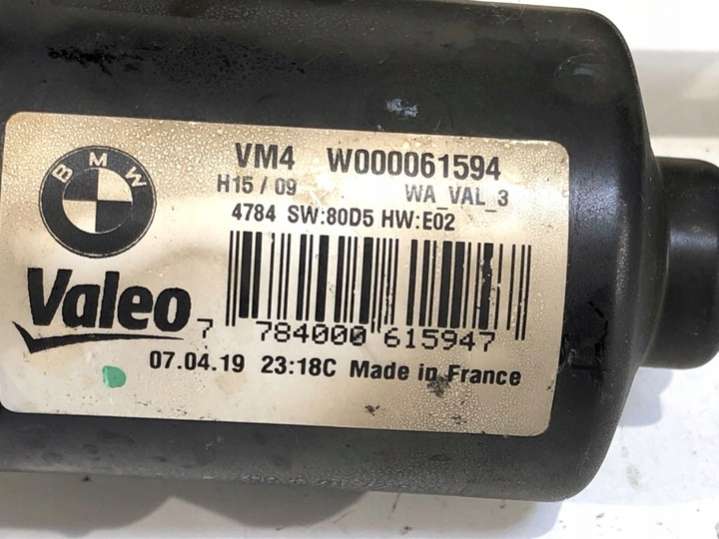 BMW
VM4 W000061594
H15 / 09 WA_VAL_3
4784 SW:80D5 HW:E02
Valeo
7 784000 615947
07.04.19 23:18C Made in France